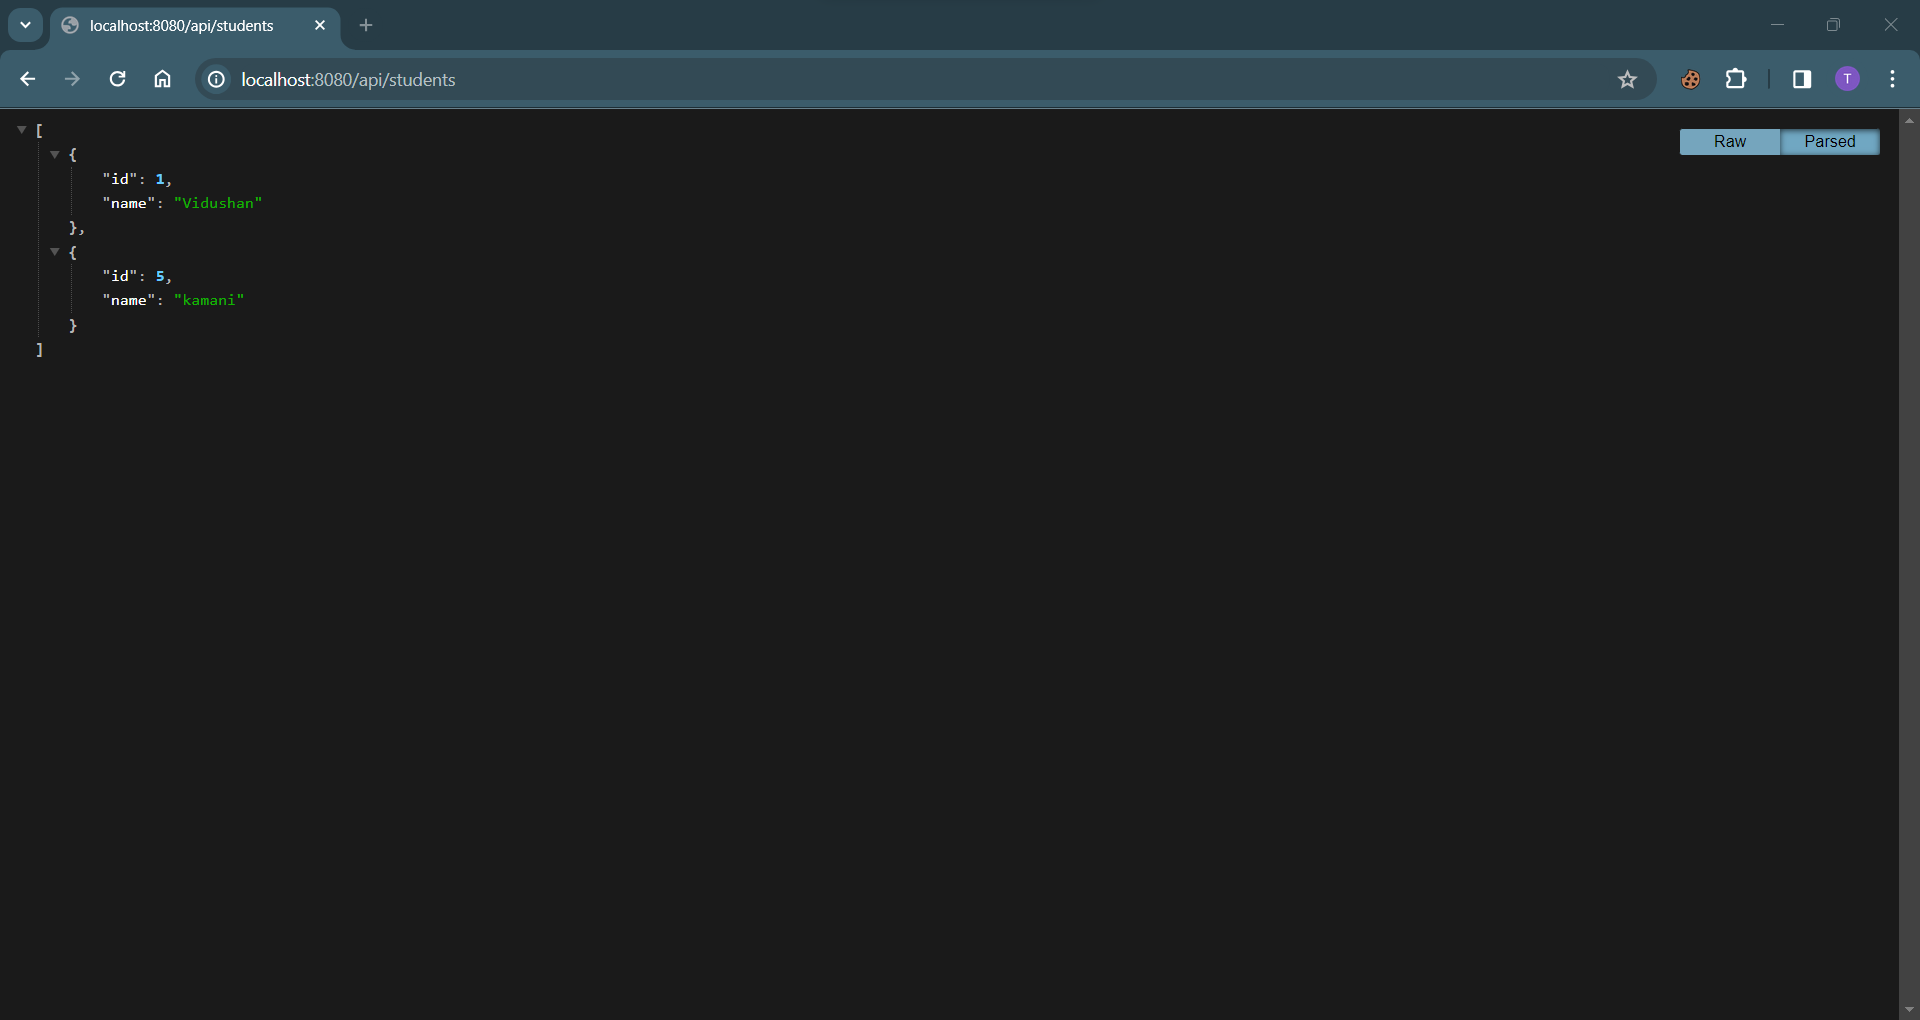 localhost:8080/api/students
localhost:8080/api/students
T
Raw
Parsed
[
{
"id": 1,
"name": "Vidushan"
},
{
"id": 5,
"name": "kamani"
}
]